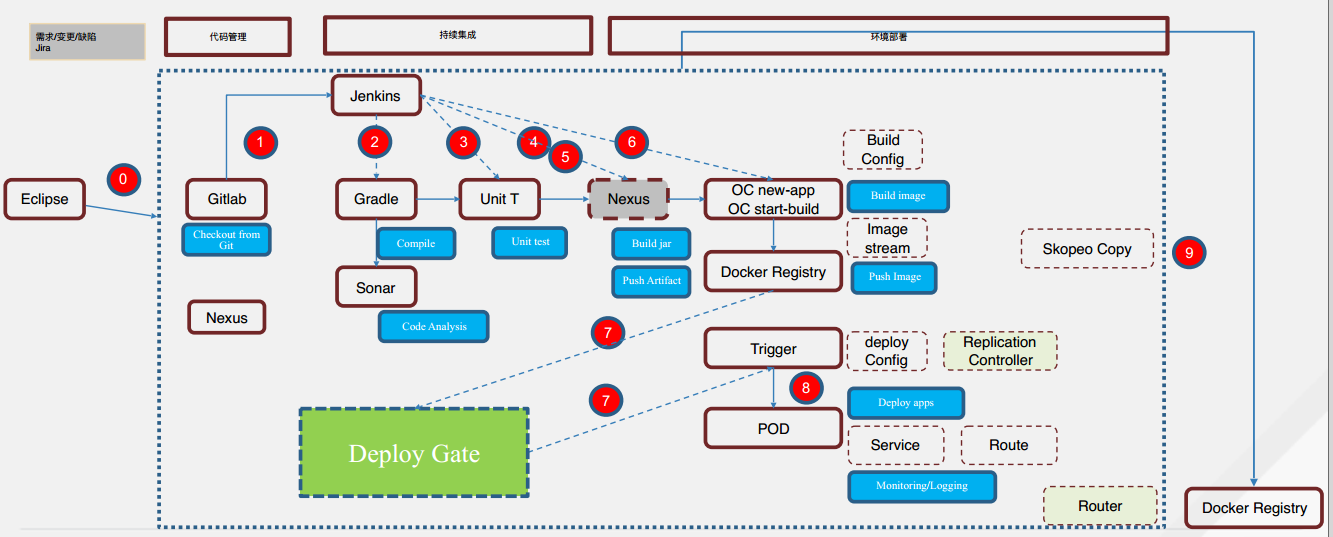 需求/变更/缺陷
Jira
代码管理
持续集成
环境部署
Jenkins
1
2
3
4
5
6
Build
Config
0
Eclipse
Gitlab
Gradle
Unit T
Nexus
OC new-app
OC start-build
Build image
Checkout from
Git
Compile
Unit test
Build jar
Image
stream
Skopeo Copy
9
Push Artifact
Docker Registry
Push Image
Sonar
Nexus
Code Analysis
7
Trigger
deploy
Config
Replication
Controller
7
8
Deploy apps
Deploy Gate
POD
Service
Route
Monitoring/Logging
Router
Docker Registry